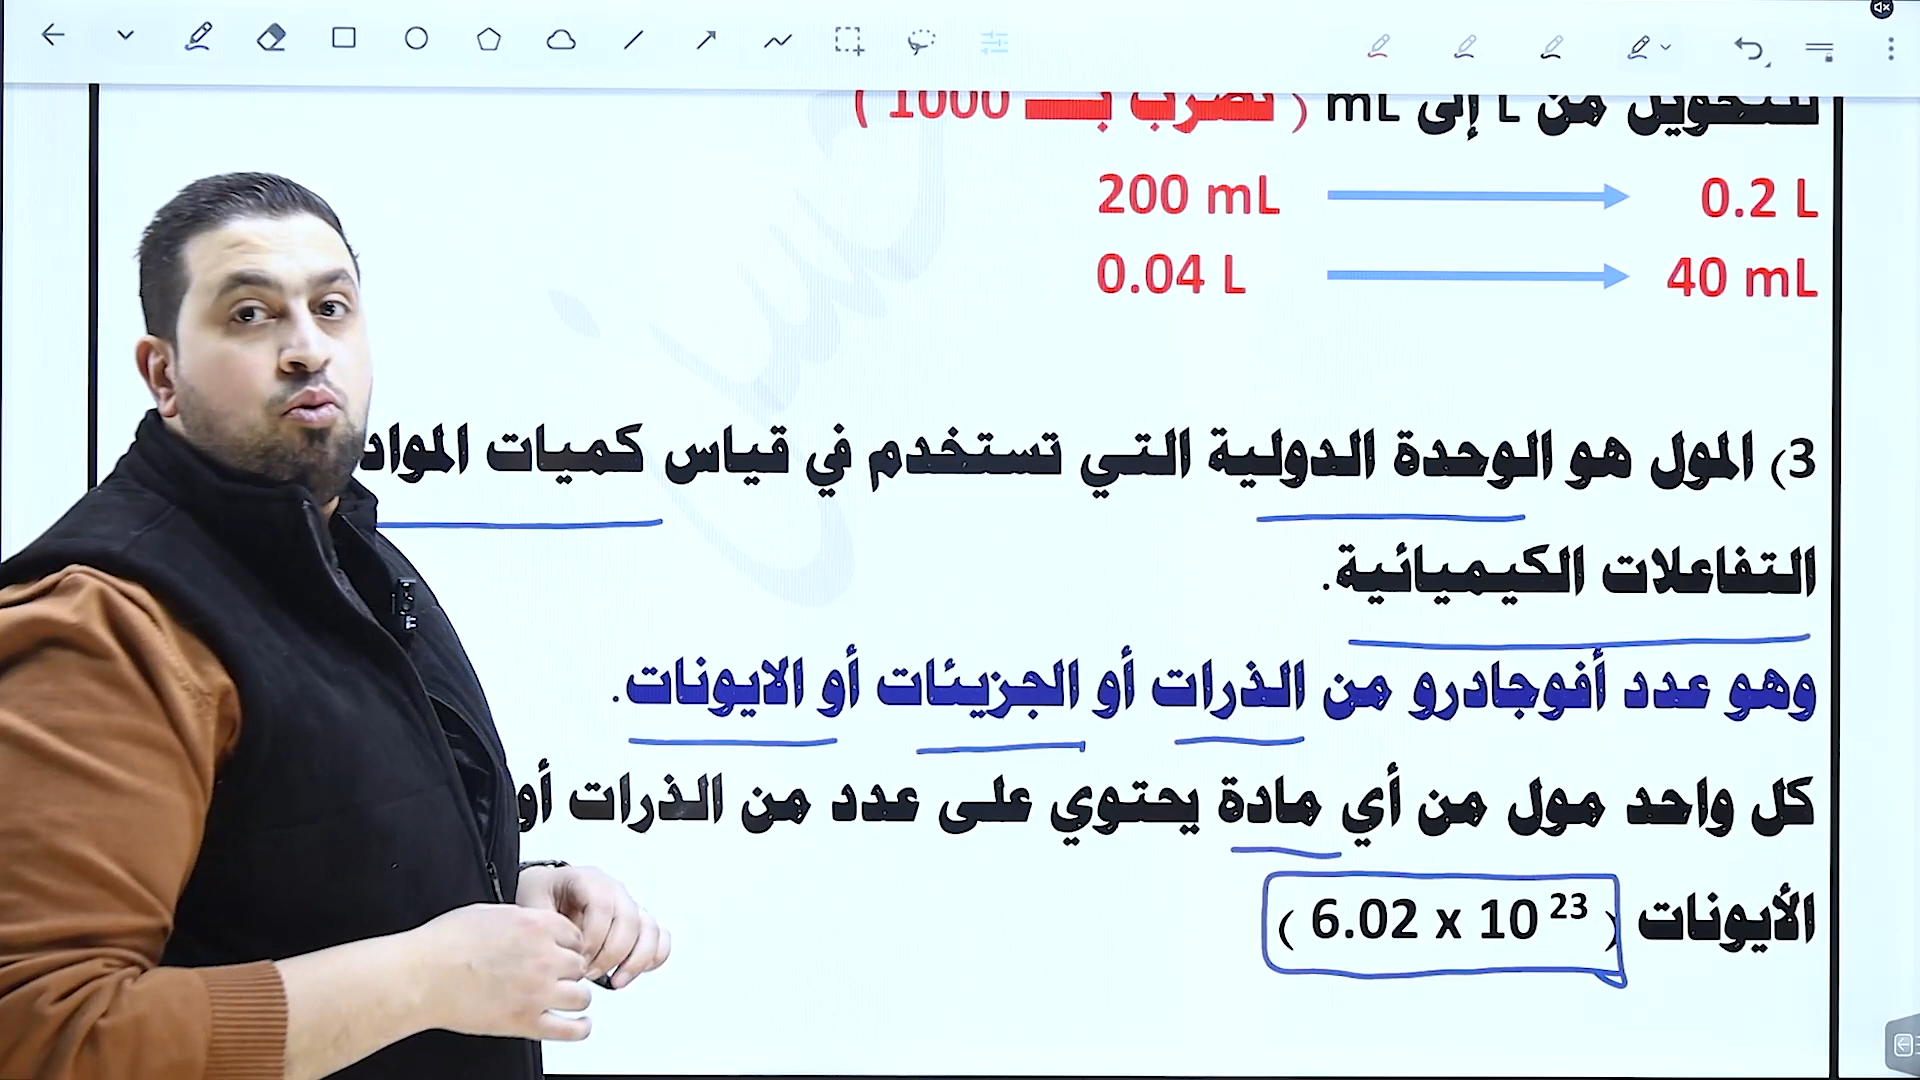 للتحويل من L إلى mL ( نضرب بـ 1000 )
200 mL 0.2 L
0.04 L 40 mL
3) المول هو الوحدة الدولية التي تستخدم في قياس كميات المواد
التفاعلات الكيميائية.
وهو عدد أفوجادرو من الذرات أو الجزيئات أو الايونات.
كل واحد مول من أي مادة يحتوي على عدد من الذرات أو
الأيونات ( 6.02 x 10 23 )